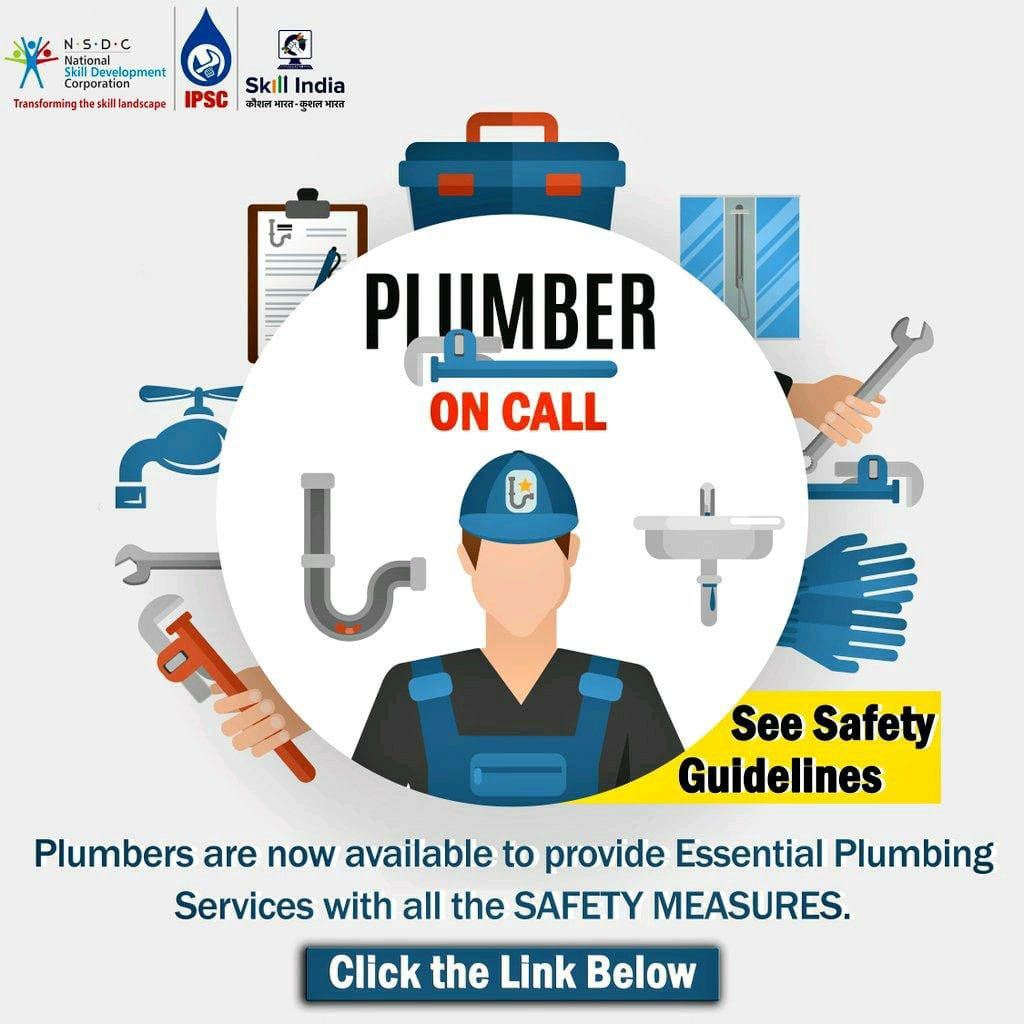 N·S·D·C
National
Skill Development
Corporation
Transforming the skill landscape
IPSC
Skill India
कौशल भारत - कुशल भारत
PLUMBER
ON CALL
See Safety
Guidelines
Plumbers are now available to provide Essential Plumbing
Services with all the SAFETY MEASURES.
Click the Link Below